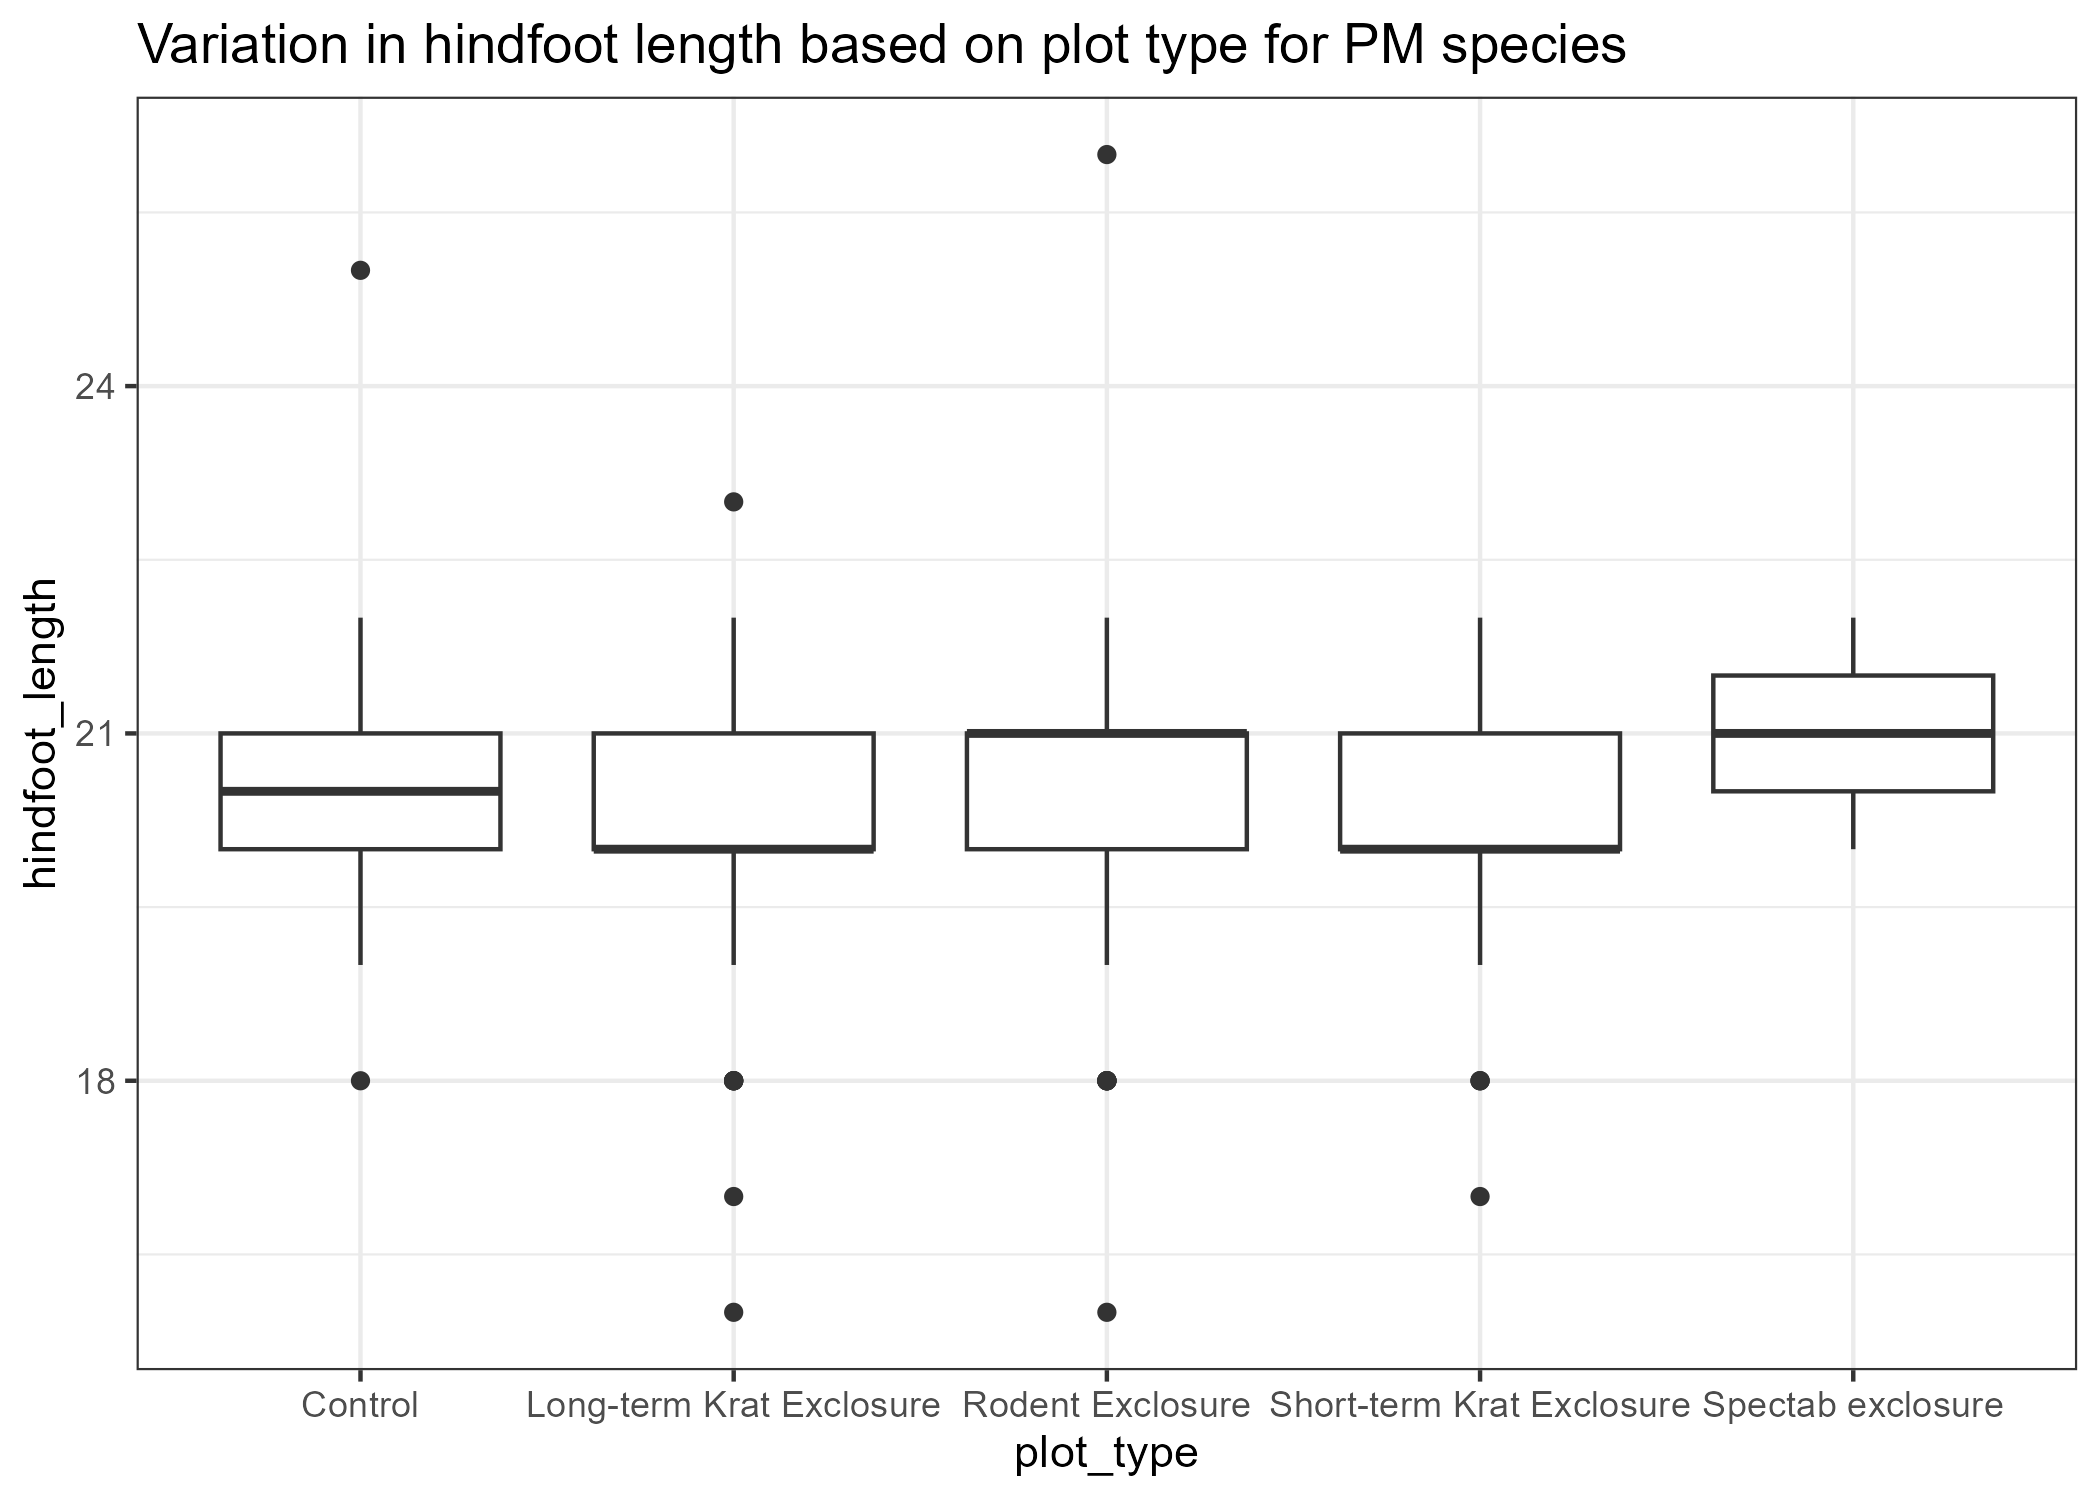 Variation in hindfoot length based on plot type for PM species
hindfoot_length
24
21
18
Control Long-term Krat Exclosure Rodent Exclosure Short-term Krat Exclosure Spectab exclosure
plot_type